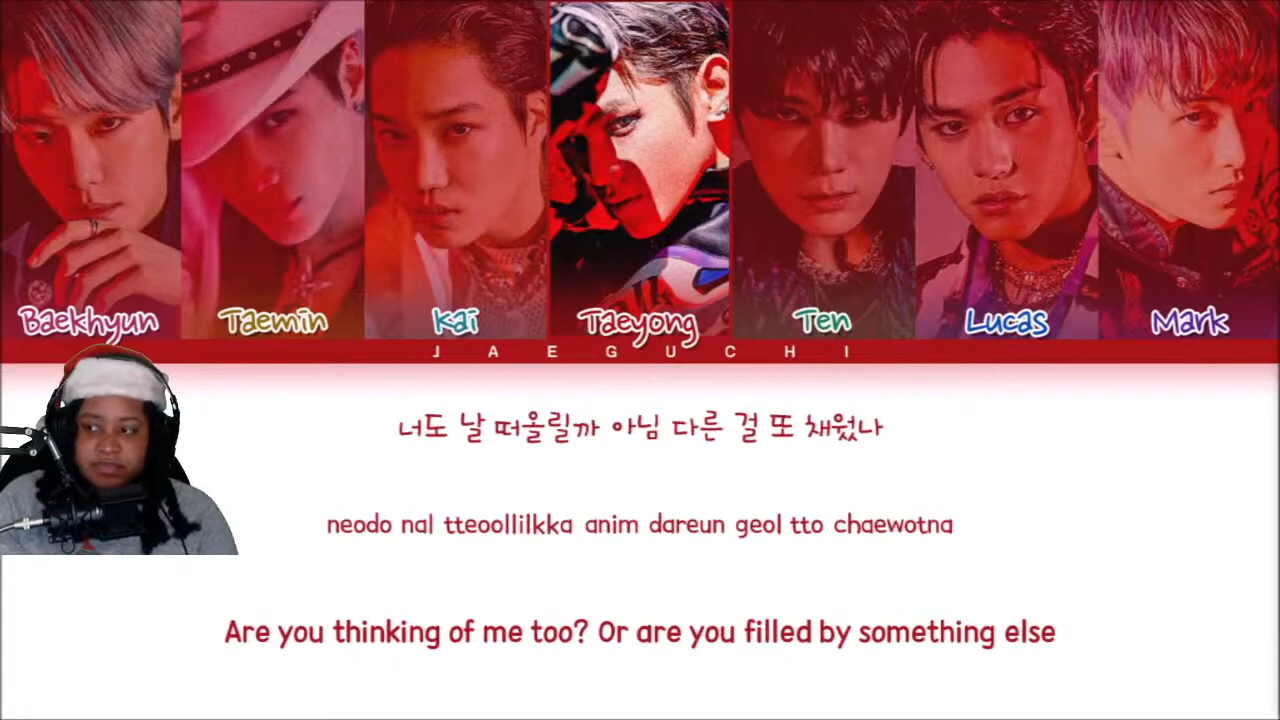 Baekhyun Taemin Kai Taeyong Ten Lucas Mark
JAEGUCHI
너도 날 떠올릴까 아님 다른 걸 또 채웠나
neodo nal tteoollilkka anim dareun geol tto chaewotna
Are you thinking of me too? Or are you filled by something else